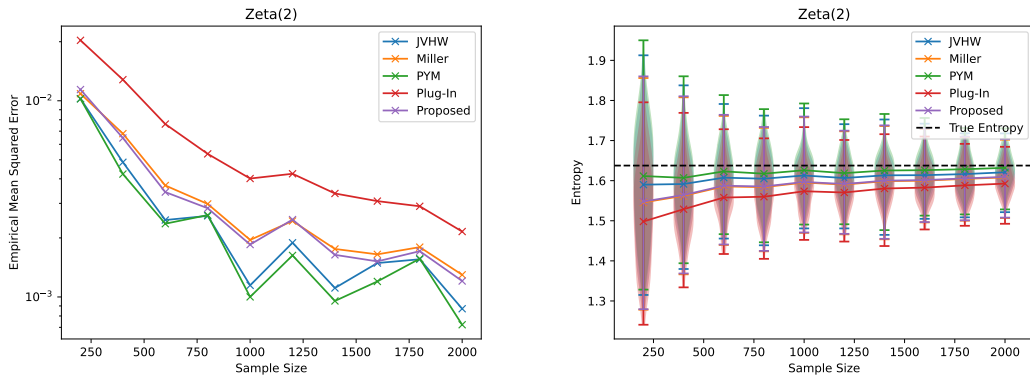 Zeta(2)
Empirical Mean Squared Error
10⁻²
10⁻³
250 500 750 1000 1250 1500 1750 2000
Sample Size
JVHW
Miller
PYM
Plug-In
Proposed
Zeta(2)
Entropy
1.9
1.8
1.7
1.6
1.5
1.4
1.3
250 500 750 1000 1250 1500 1750 2000
Sample Size
JVHW
Miller
PYM
Plug-In
Proposed
True Entropy